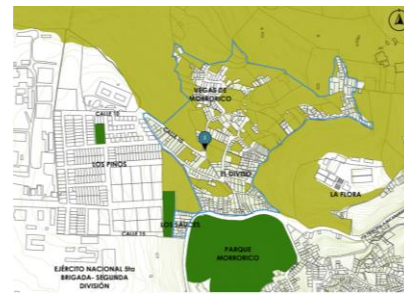 VEGAS DE
MORRORICO
CALLE 18
LOS PINOS
EL DIVISO
LA FLORA
LOS SAUCES
CALLE 15
PARQUE
MORRORICO
EJÉRCITO NACIONAL 5ta
BRIGADA- SEGUNDA
DIVISIÓN